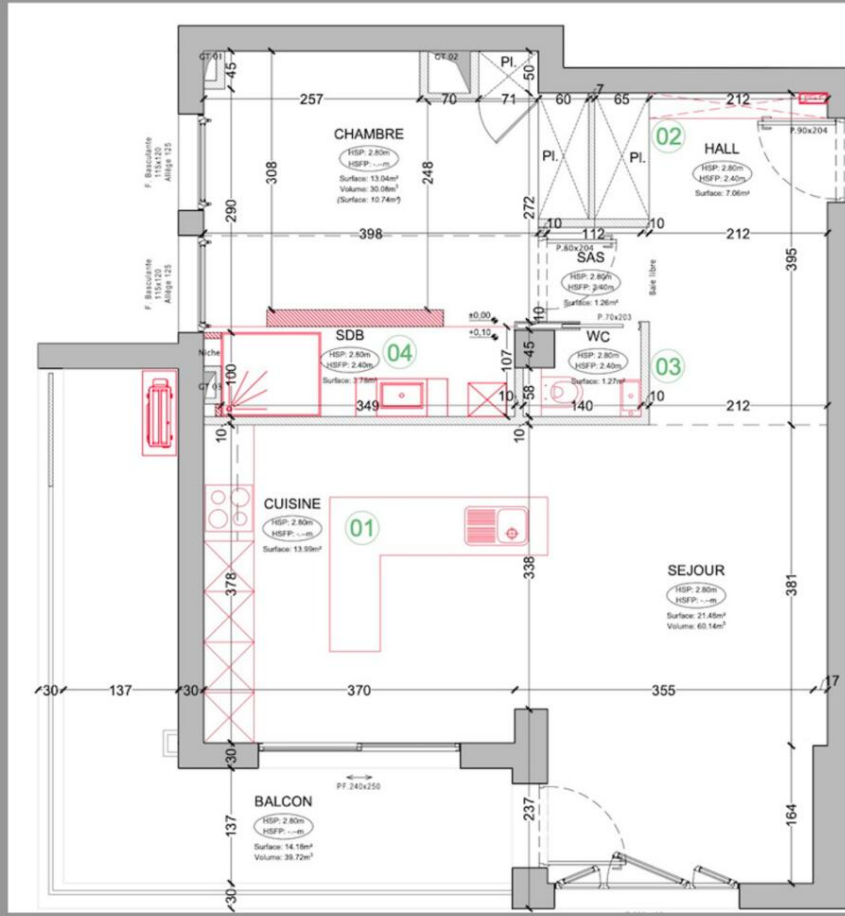 GT 01
45
GT 02
Pl.
50
257
70
71
60
7
65
212
P.90x204
02
CHAMBRE
HSP: 2.80m
HSFP: -.--m
Surface: 13.04m²
Volume: 30.08m³
(Surface: 10.74m²)
HALL
HSP: 2.80m
HSFP: 2.40m
Surface: 7.06m²
Pl.
Pl.
F. Basculante
115x120
Allège 125
308
248
290
272
10
10
398
112
212
P.80x204
395
SAS
HSP: 2.80m
HSFP: 2.40m
Surface: 1.26m²
Baie libre
F. Basculante
115x120
Allège 125
10
±0,00
+0,10
P.70x203
SDB
HSP: 2.80m
HSFP: 2.40m
04
107
45
WC
HSP: 2.80m
HSFP: 2.40m
Surface: 1.27m²
03
Niche
100
349
10
58
140
10
212
10
10
CUISINE
HSP: 2.80m
HSFP: -.--m
Surface: 13.99m²
01
378
338
381
SEJOUR
HSP: 2.80m
HSFP: -.--m
Surface: 21.48m²
Volume: 60.14m³
30
137
30
370
355
17
30
PF.240x250
BALCON
HSP: 2.80m
HSFP: -.--m
Surface: 14.18m²
Volume: 39.72m³
137
237
164
30